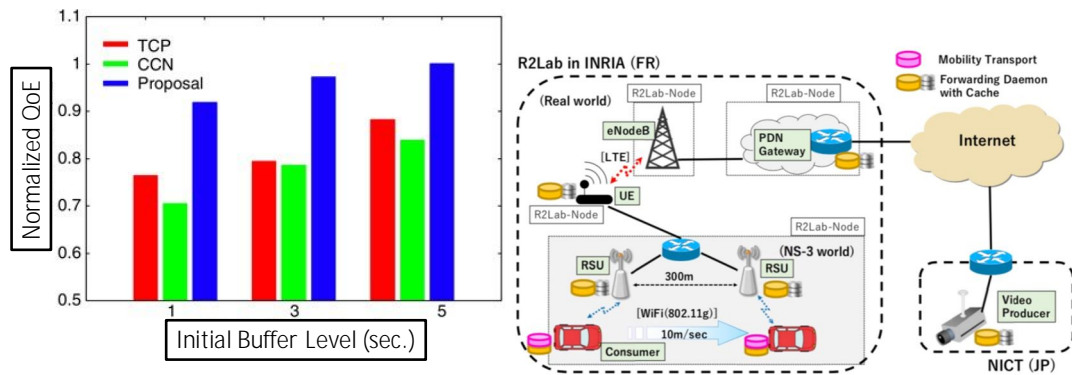 1.1
1
0.9
0.8
0.7
0.6
0.5
TCP
CCN
Proposal
Normalized QoE
1
3
5
Initial Buffer Level (sec.)
R2Lab in INRIA (FR)
(Real world)
R2Lab-Node
eNodeB
[LTE]
R2Lab-Node
PDN
Gateway
UE
R2Lab-Node
R2Lab-Node
(NS-3 world)
RSU
RSU
300m
[WiFi(802.11g)]
10m/sec
Consumer
Mobility Transport
Forwarding Daemon
with Cache
Internet
Video
Producer
NICT (JP)